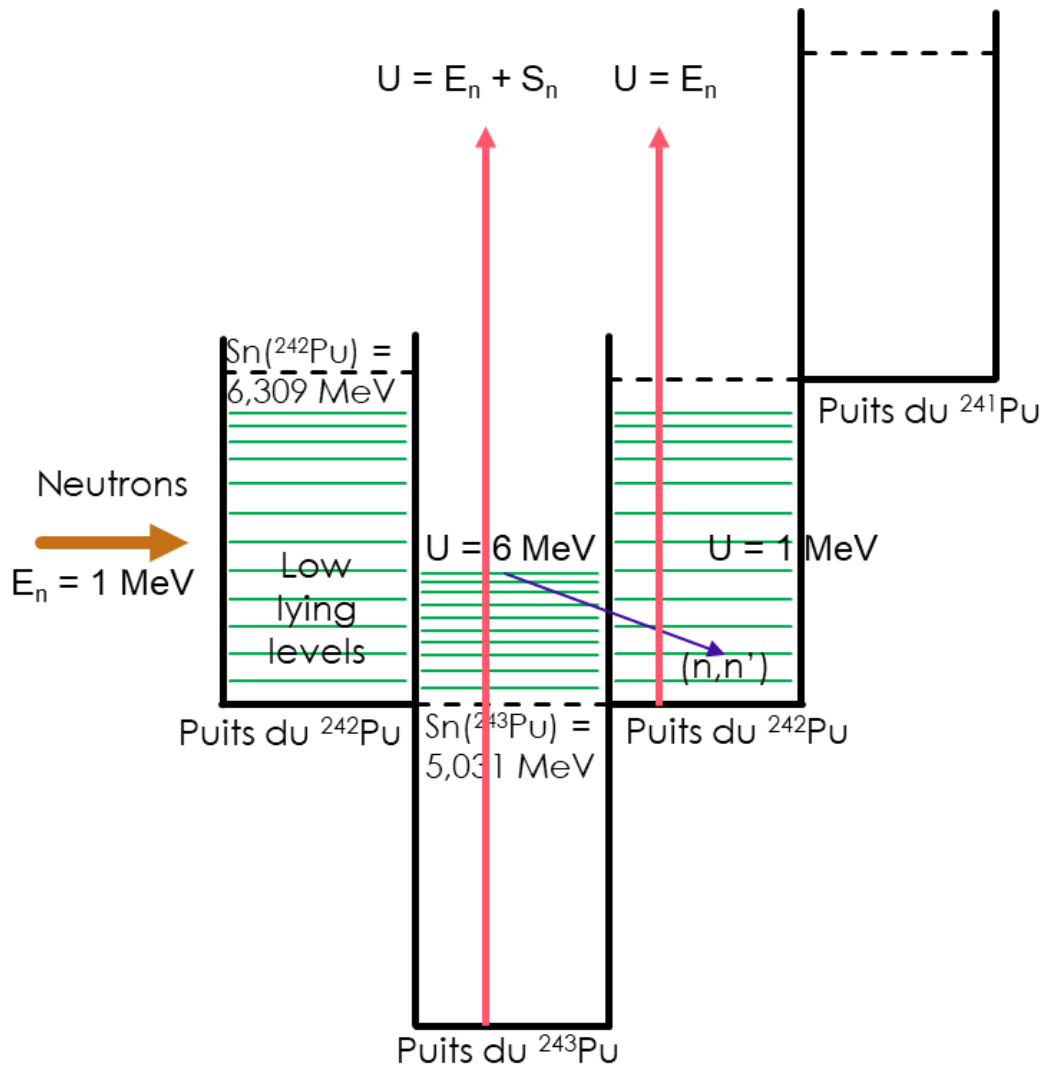 U = Eₙ + Sₙ
U = Eₙ
Sn(²⁴²Pu) =
6,309 MeV
Puits du ²⁴¹Pu
Neutrons
Eₙ = 1 MeV
Low
lying
levels
U = 6 MeV
U = 1 MeV
(n,n’)
Puits du ²⁴²Pu
Sn(²⁴³Pu) =
5,031 MeV
Puits du ²⁴²Pu
Puits du ²⁴³Pu